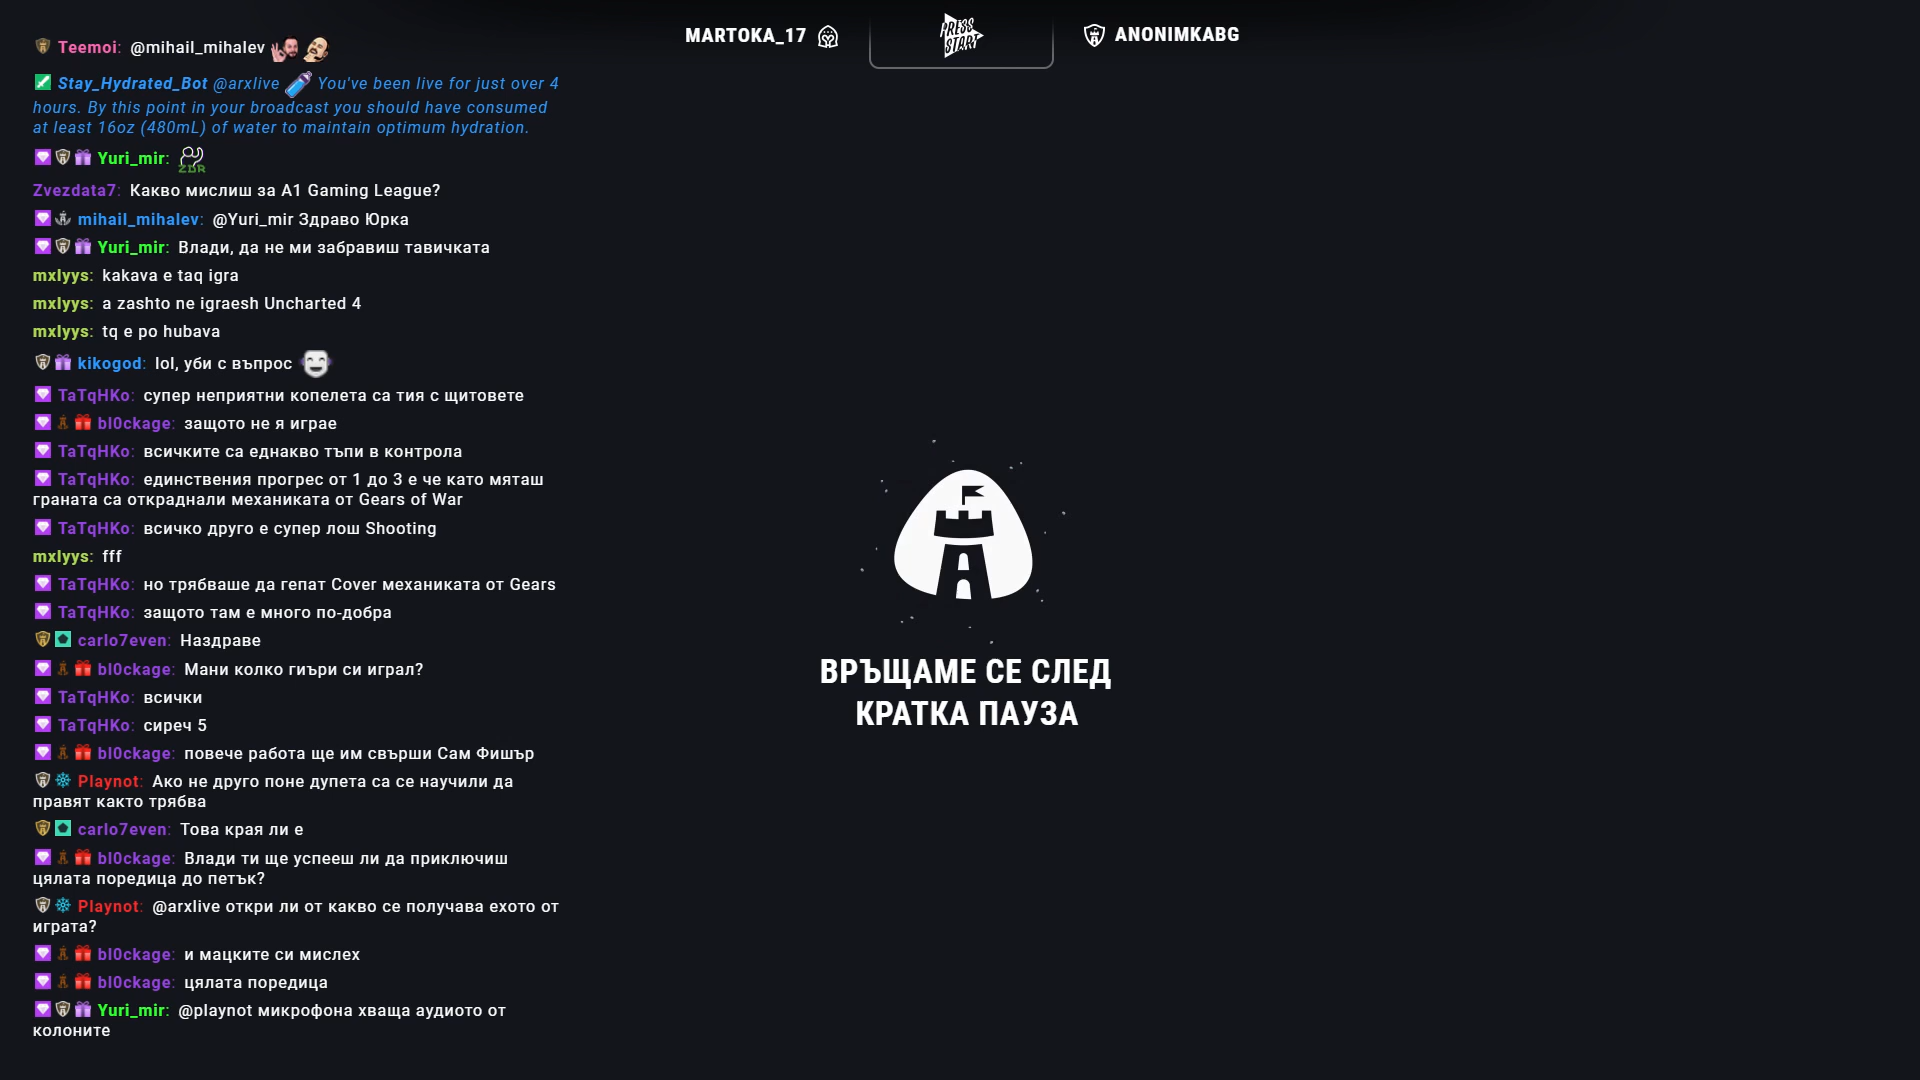 MARTOKA_17
PRESS START
ANONIMKABG
Teemoi: @mihail_mihalev
Stay_Hydrated_Bot @arxlive You've been live for just over 4
hours. By this point in your broadcast you should have consumed
at least 16oz (480mL) of water to maintain optimum hydration.
Yuri_mir: ZDR
Zvezdata7: Какво мислиш за A1 Gaming League?
mihail_mihalev: @Yuri_mir Здраво Юрка
Yuri_mir: Влади, да не ми забравиш тавичката
mxlyys: kakava e taq igra
mxlyys: a zashto ne igraesh Uncharted 4
mxlyys: tq e po hubava
kikogod: lol, уби с въпрос
TaTqHKo: супер неприятни копелета са тия с щитовете
bl0ckage: защото не я играе
TaTqHKo: всичките са еднакво тъпи в контрола
TaTqHKo: единствения прогрес от 1 до 3 е че като мяташ
граната са откраднали механиката от Gears of War
TaTqHKo: всичко друго е супер лош Shooting
mxlyys: fff
TaTqHKo: но трябваше да гепат Cover механиката от Gears
TaTqHKo: защото там е много по-добра
carlo7even: Наздраве
bl0ckage: Мани колко гиъри си играл?
TaTqHKo: всички
TaTqHKo: сиреч 5
bl0ckage: повече работа ще им свърши Сам Фишър
Playnot: Ако не друго поне дупета са се научили да
правят както трябва
carlo7even: Това края ли е
bl0ckage: Влади ти ще успееш ли да приключиш
цялата поредица до петък?
Playnot: @arxlive откри ли от какво се получава ехото от
играта?
bl0ckage: и мацките си мислех
bl0ckage: цялата поредица
Yuri_mir: @playnot микрофона хваща аудиото от
колоните
ВРЪЩАМЕ СЕ СЛЕД
КРАТКА ПАУЗА